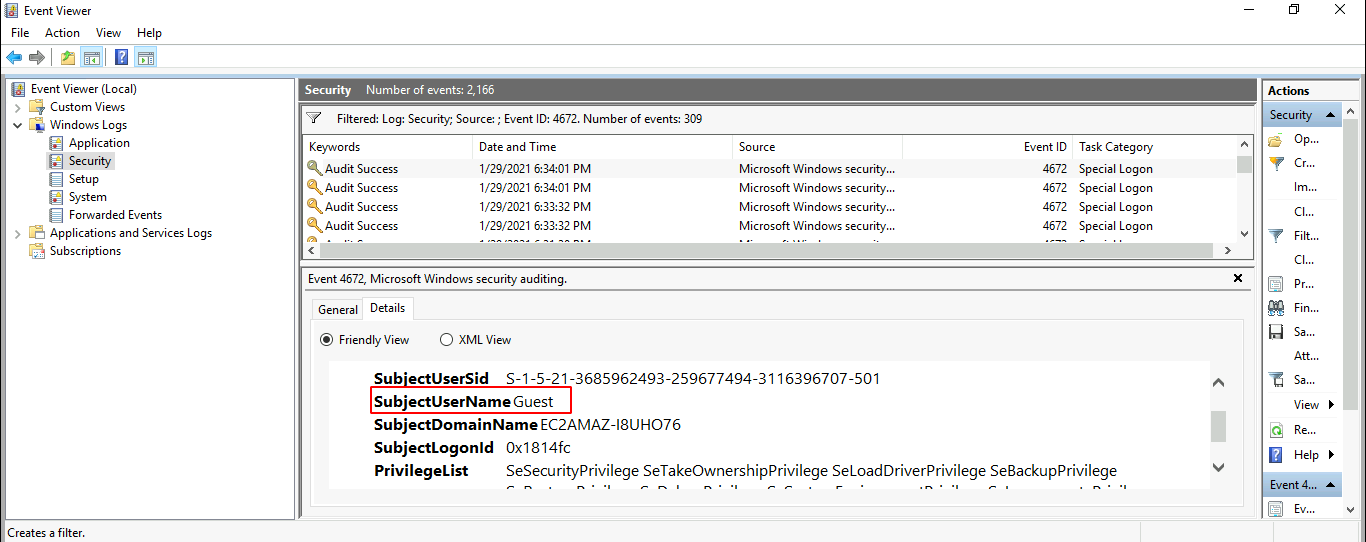 Event Viewer
File Action View Help
Event Viewer (Local)
Custom Views
Windows Logs
Application
Security
Setup
System
Forwarded Events
Applications and Services Logs
Subscriptions
Security Number of events: 2,166
Filtered: Log: Security; Source: ; Event ID: 4672. Number of events: 309
Keywords Date and Time Source Event ID Task Category
Audit Success 1/29/2021 6:34:01 PM Microsoft Windows security... 4672 Special Logon
Audit Success 1/29/2021 6:34:01 PM Microsoft Windows security... 4672 Special Logon
Audit Success 1/29/2021 6:33:32 PM Microsoft Windows security... 4672 Special Logon
Audit Success 1/29/2021 6:33:32 PM Microsoft Windows security... 4672 Special Logon
Event 4672, Microsoft Windows security auditing.
General Details
Friendly View XML View
SubjectUserSid S-1-5-21-3685962493-259677494-3116396707-501
SubjectUserName Guest
SubjectDomainName EC2AMAZ-I8UHO76
SubjectLogonId 0x1814fc
PrivilegeList SeSecurityPrivilege SeTakeOwnershipPrivilege SeLoadDriverPrivilege SeBackupPrivilege
Actions
Security
Op...
Cr...
Im...
Cl...
Filt...
Cl...
Pr...
Fin...
Sa...
Att...
Sa...
View
Re...
Help
Event 4...
Ev...
Creates a filter.